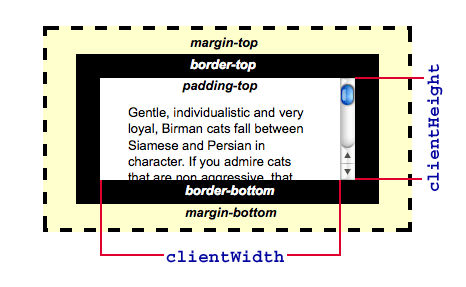 margin-top
border-top
padding-top
Gentle, individualistic and very
loyal, Birman cats fall between
Siamese and Persian in
character. If you admire cats
that are non aggressive, that
border-bottom
margin-bottom
clientWidth
clientHeight